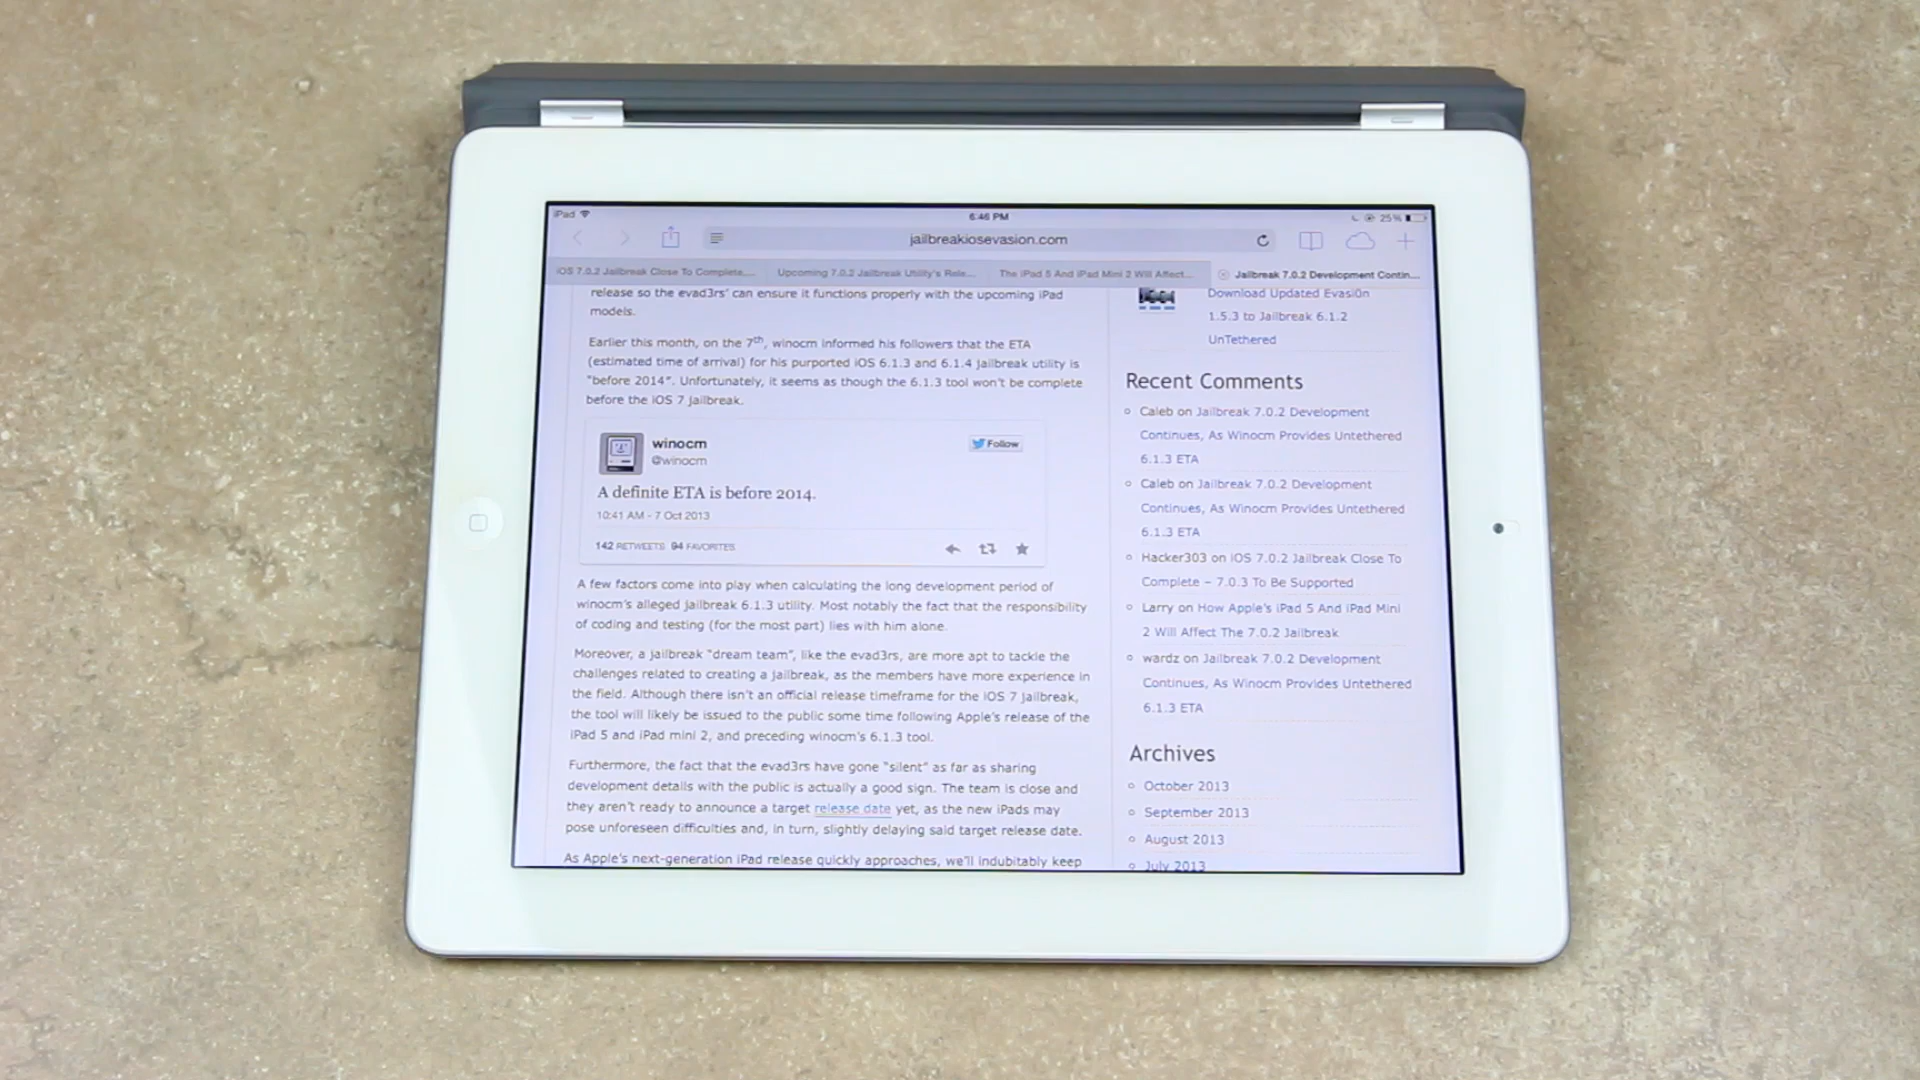 iPad
6:46 PM
25%
jailbreakiosevasion.com
iOS 7.0.2 Jailbreak Close To Complete,...
Upcoming 7.0.2 Jailbreak Utility's Rele...
The iPad 5 And iPad Mini 2 Will Affect...
Jailbreak 7.0.2 Development Contin...
release so the evad3rs' can ensure it functions properly with the upcoming iPad
models.
Earlier this month, on the 7th, winocm informed his followers that the ETA
(estimated time of arrival) for his purported iOS 6.1.3 and 6.1.4 jailbreak utility is
"before 2014". Unfortunately, it seems as though the 6.1.3 tool won't be complete
before the iOS 7 jailbreak.
winocm
@winocm
Follow
A definite ETA is before 2014.
10:41 AM - 7 Oct 2013
142 RETWEETS 94 FAVORITES
A few factors come into play when calculating the long development period of
winocm's alleged jailbreak 6.1.3 utility. Most notably the fact that the responsibility
of coding and testing (for the most part) lies with him alone.
Moreover, a jailbreak "dream team", like the evad3rs, are more apt to tackle the
challenges related to creating a jailbreak, as the members have more experience in
the field. Although there isn't an official release timeframe for the iOS 7 jailbreak,
the tool will likely be issued to the public some time following Apple's release of the
iPad 5 and iPad mini 2, and preceding winocm's 6.1.3 tool.
Furthermore, the fact that the evad3rs have gone "silent" as far as sharing
development details with the public is actually a good sign. The team is close and
they aren't ready to announce a target release date yet, as the new iPads may
pose unforeseen difficulties and, in turn, slightly delaying said target release date.
As Apple's next-generation iPad release quickly approaches, we'll indubitably keep
Download Updated Evasi0n
1.5.3 to Jailbreak 6.1.2
UnTethered
Recent Comments
Caleb on Jailbreak 7.0.2 Development
Continues, As Winocm Provides Untethered
6.1.3 ETA
Caleb on Jailbreak 7.0.2 Development
Continues, As Winocm Provides Untethered
6.1.3 ETA
Hacker303 on iOS 7.0.2 Jailbreak Close To
Complete – 7.0.3 To Be Supported
Larry on How Apple's iPad 5 And iPad Mini
2 Will Affect The 7.0.2 Jailbreak
wardz on Jailbreak 7.0.2 Development
Continues, As Winocm Provides Untethered
6.1.3 ETA
Archives
October 2013
September 2013
August 2013
July 2013